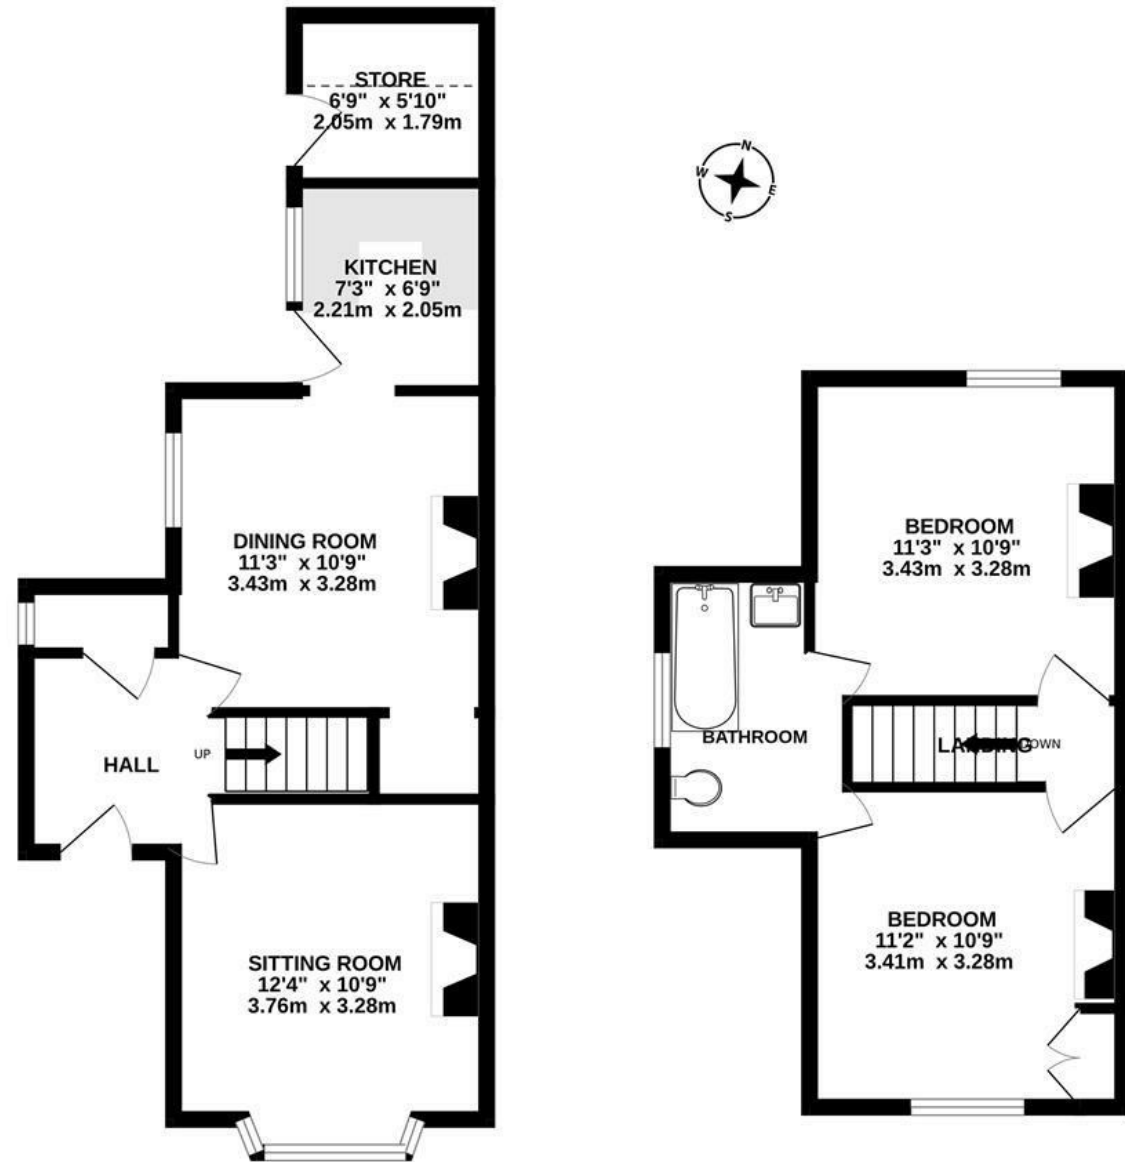 STORE
6'9" x 5'10"
2.05m x 1.79m
N
W
E
S
KITCHEN
7'3" x 6'9"
2.21m x 2.05m
DINING ROOM
11'3" x 10'9"
3.43m x 3.28m
BEDROOM
11'3" x 10'9"
3.43m x 3.28m
BATHROOM
LANDING
DOWN
UP
HALL
BEDROOM
11'2" x 10'9"
3.41m x 3.28m
SITTING ROOM
12'4" x 10'9"
3.76m x 3.28m